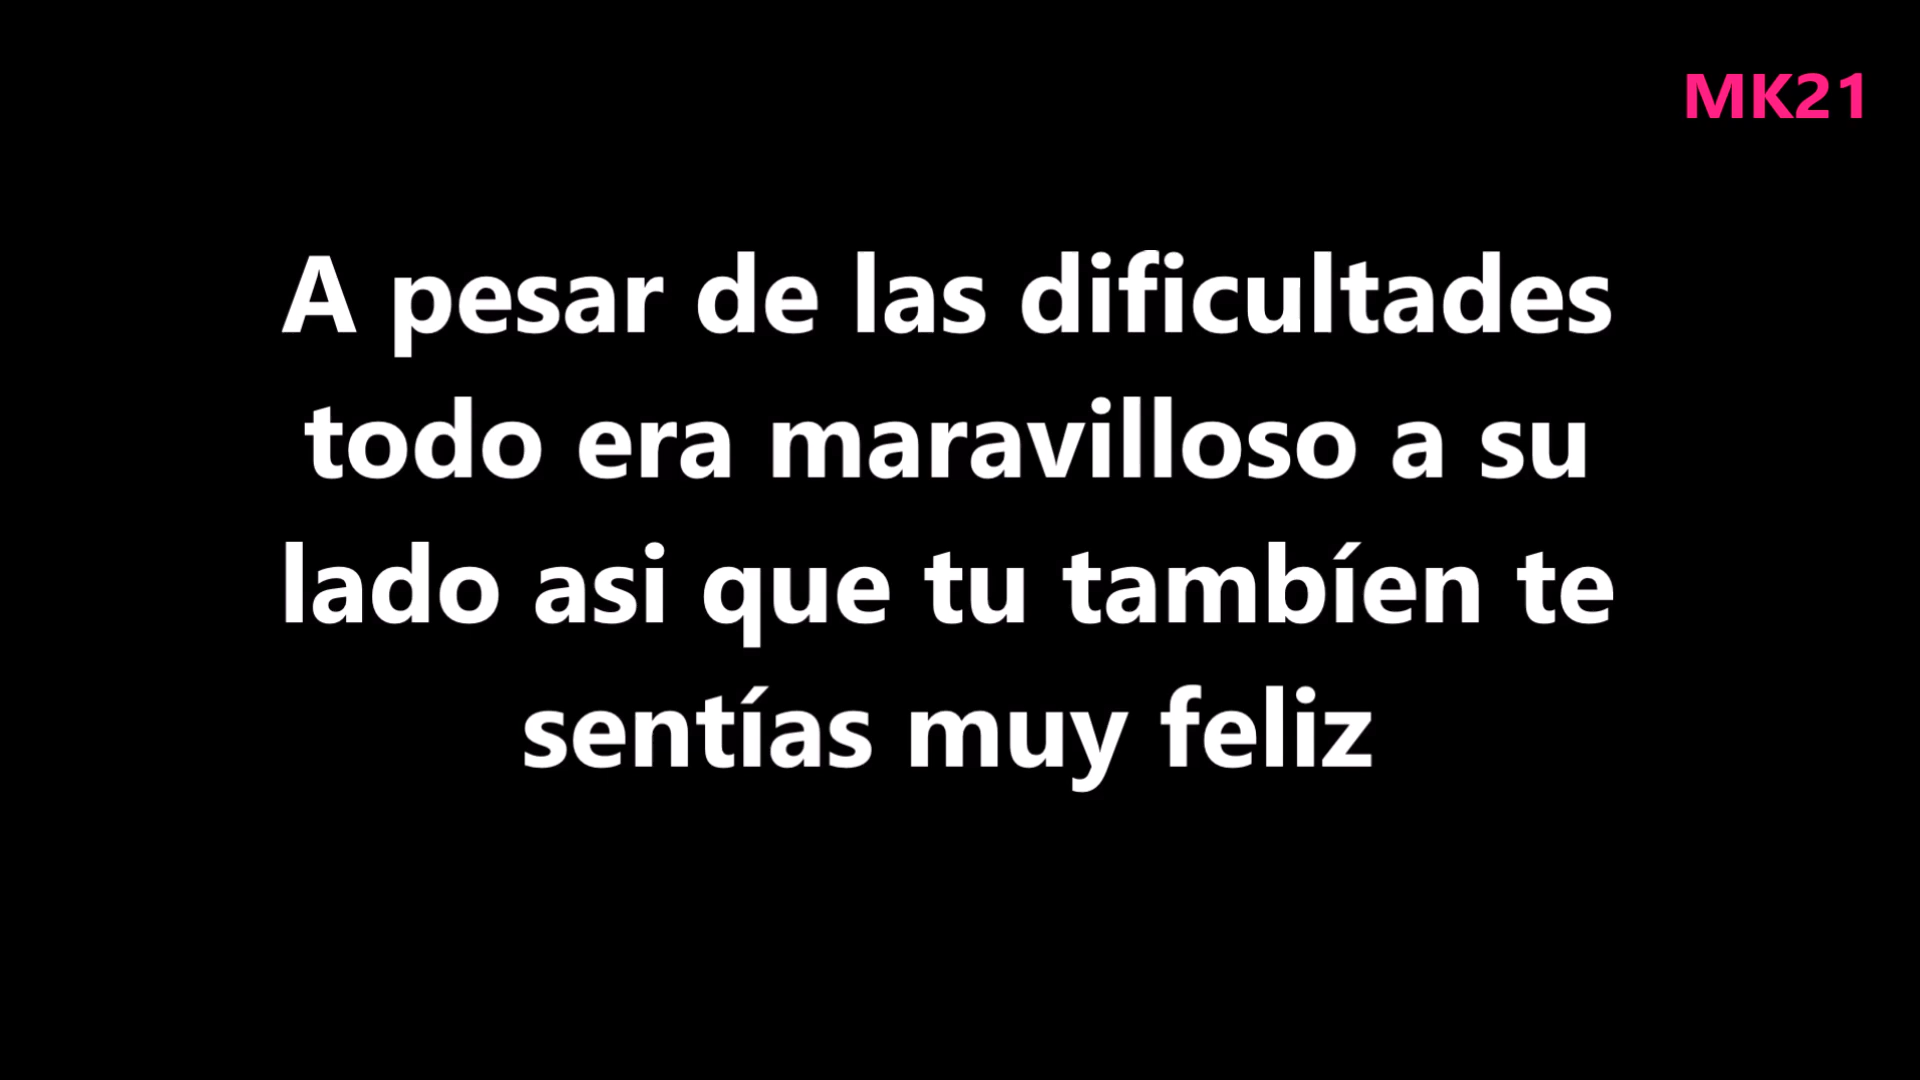 MK21
A pesar de las dificultades
todo era maravilloso a su
lado asi que tu tambíen te
sentías muy feliz